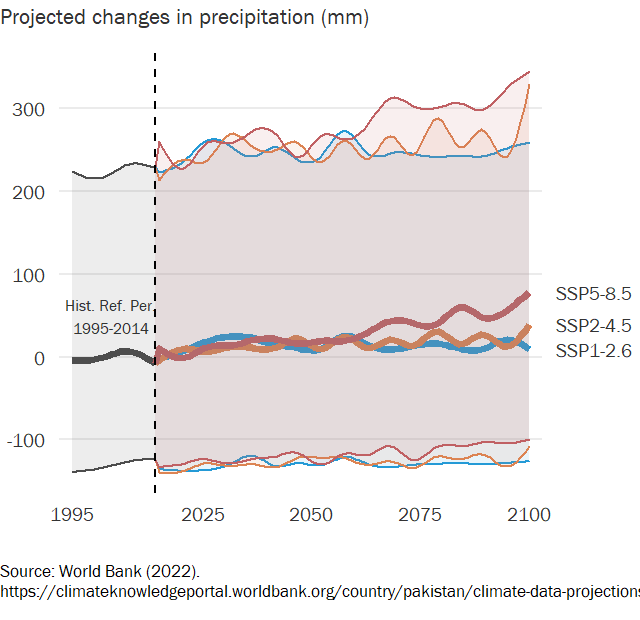 Projected changes in precipitation (mm)
300
200
100
0
-100
Hist. Ref. Per.
1995-2014
SSP5-8.5
SSP2-4.5
SSP1-2.6
1995 2025 2050 2075 2100
Source: World Bank (2022).
https://climateknowledgeportal.worldbank.org/country/pakistan/climate-data-projections